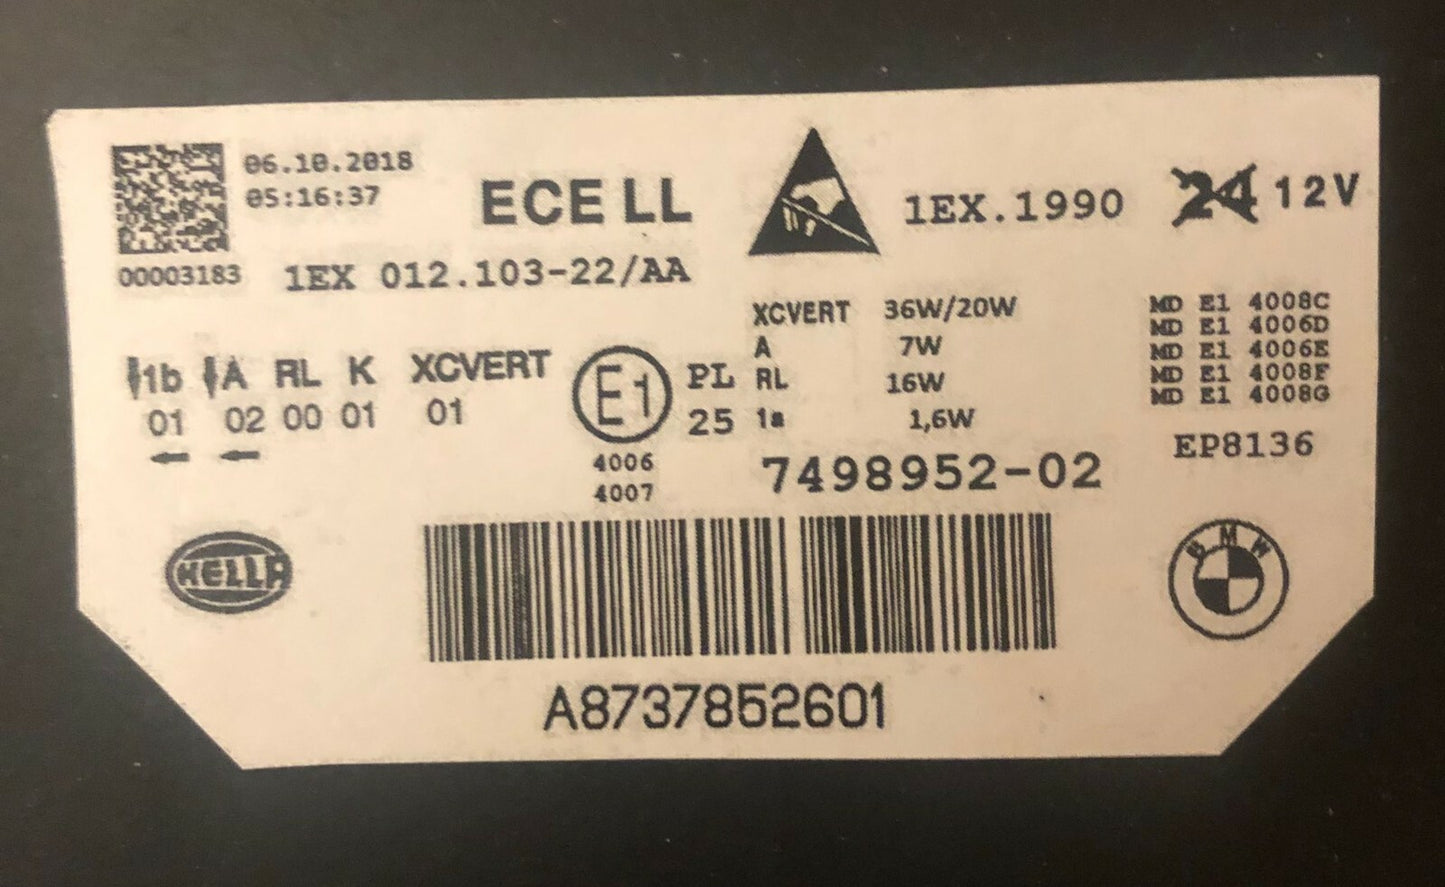 06.10.2018
05:16:37
00003183
ECE LL
1EX 012.103-22/AA
1EX.1990
24 12V
1b A RL K XCVERT
01 02 00 01 01
E1
4006
4007
PL
25
XCVERT 36W/20W
A 7W
RL 16W
1a 1,6W
MD E1 4008C
MD E1 4006D
MD E1 4006E
MD E1 4008F
MD E1 4008G
EP8136
7498952-02
HELLA
BMW
A8737852601